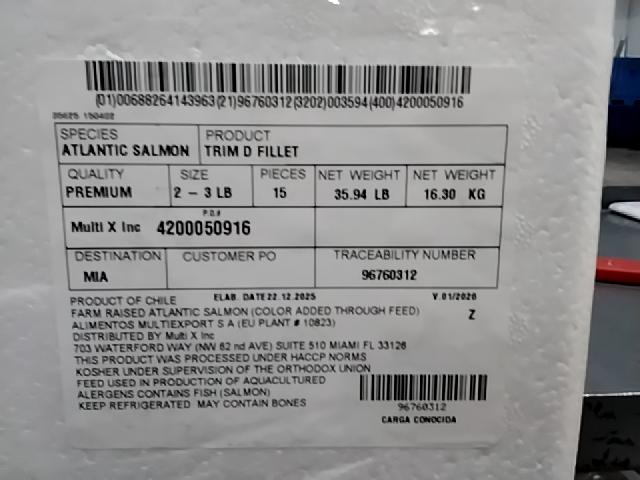 (01)00688264143963(21)96760312(3202)003594(400)4200050916
35625 150402
SPECIES PRODUCT
ATLANTIC SALMON TRIM D FILLET
QUALITY SIZE PIECES NET WEIGHT NET WEIGHT
PREMIUM 2 - 3 LB 15 35.94 LB 16.30 KG
P.O.#
Multi X Inc 4200050916
DESTINATION CUSTOMER PO TRACEABILITY NUMBER
MIA 96760312
PRODUCT OF CHILE ELAB. DATE 22.12.2025 V.01/2020
FARM RAISED ATLANTIC SALMON (COLOR ADDED THROUGH FEED) Z
ALIMENTOS MULTIEXPORT S A (EU PLANT # 10823)
DISTRIBUTED BY Multi X Inc
703 WATERFORD WAY (NW 62 nd AVE) SUITE 510 MIAMI FL 33126
THIS PRODUCT WAS PROCESSED UNDER HACCP NORMS
KOSHER UNDER SUPERVISION OF THE ORTHODOX UNION
FEED USED IN PRODUCTION OF AQUACULTURED
ALERGENS CONTAINS FISH (SALMON)
KEEP REFRIGERATED MAY CONTAIN BONES
96760312
CARGA CONOCIDA